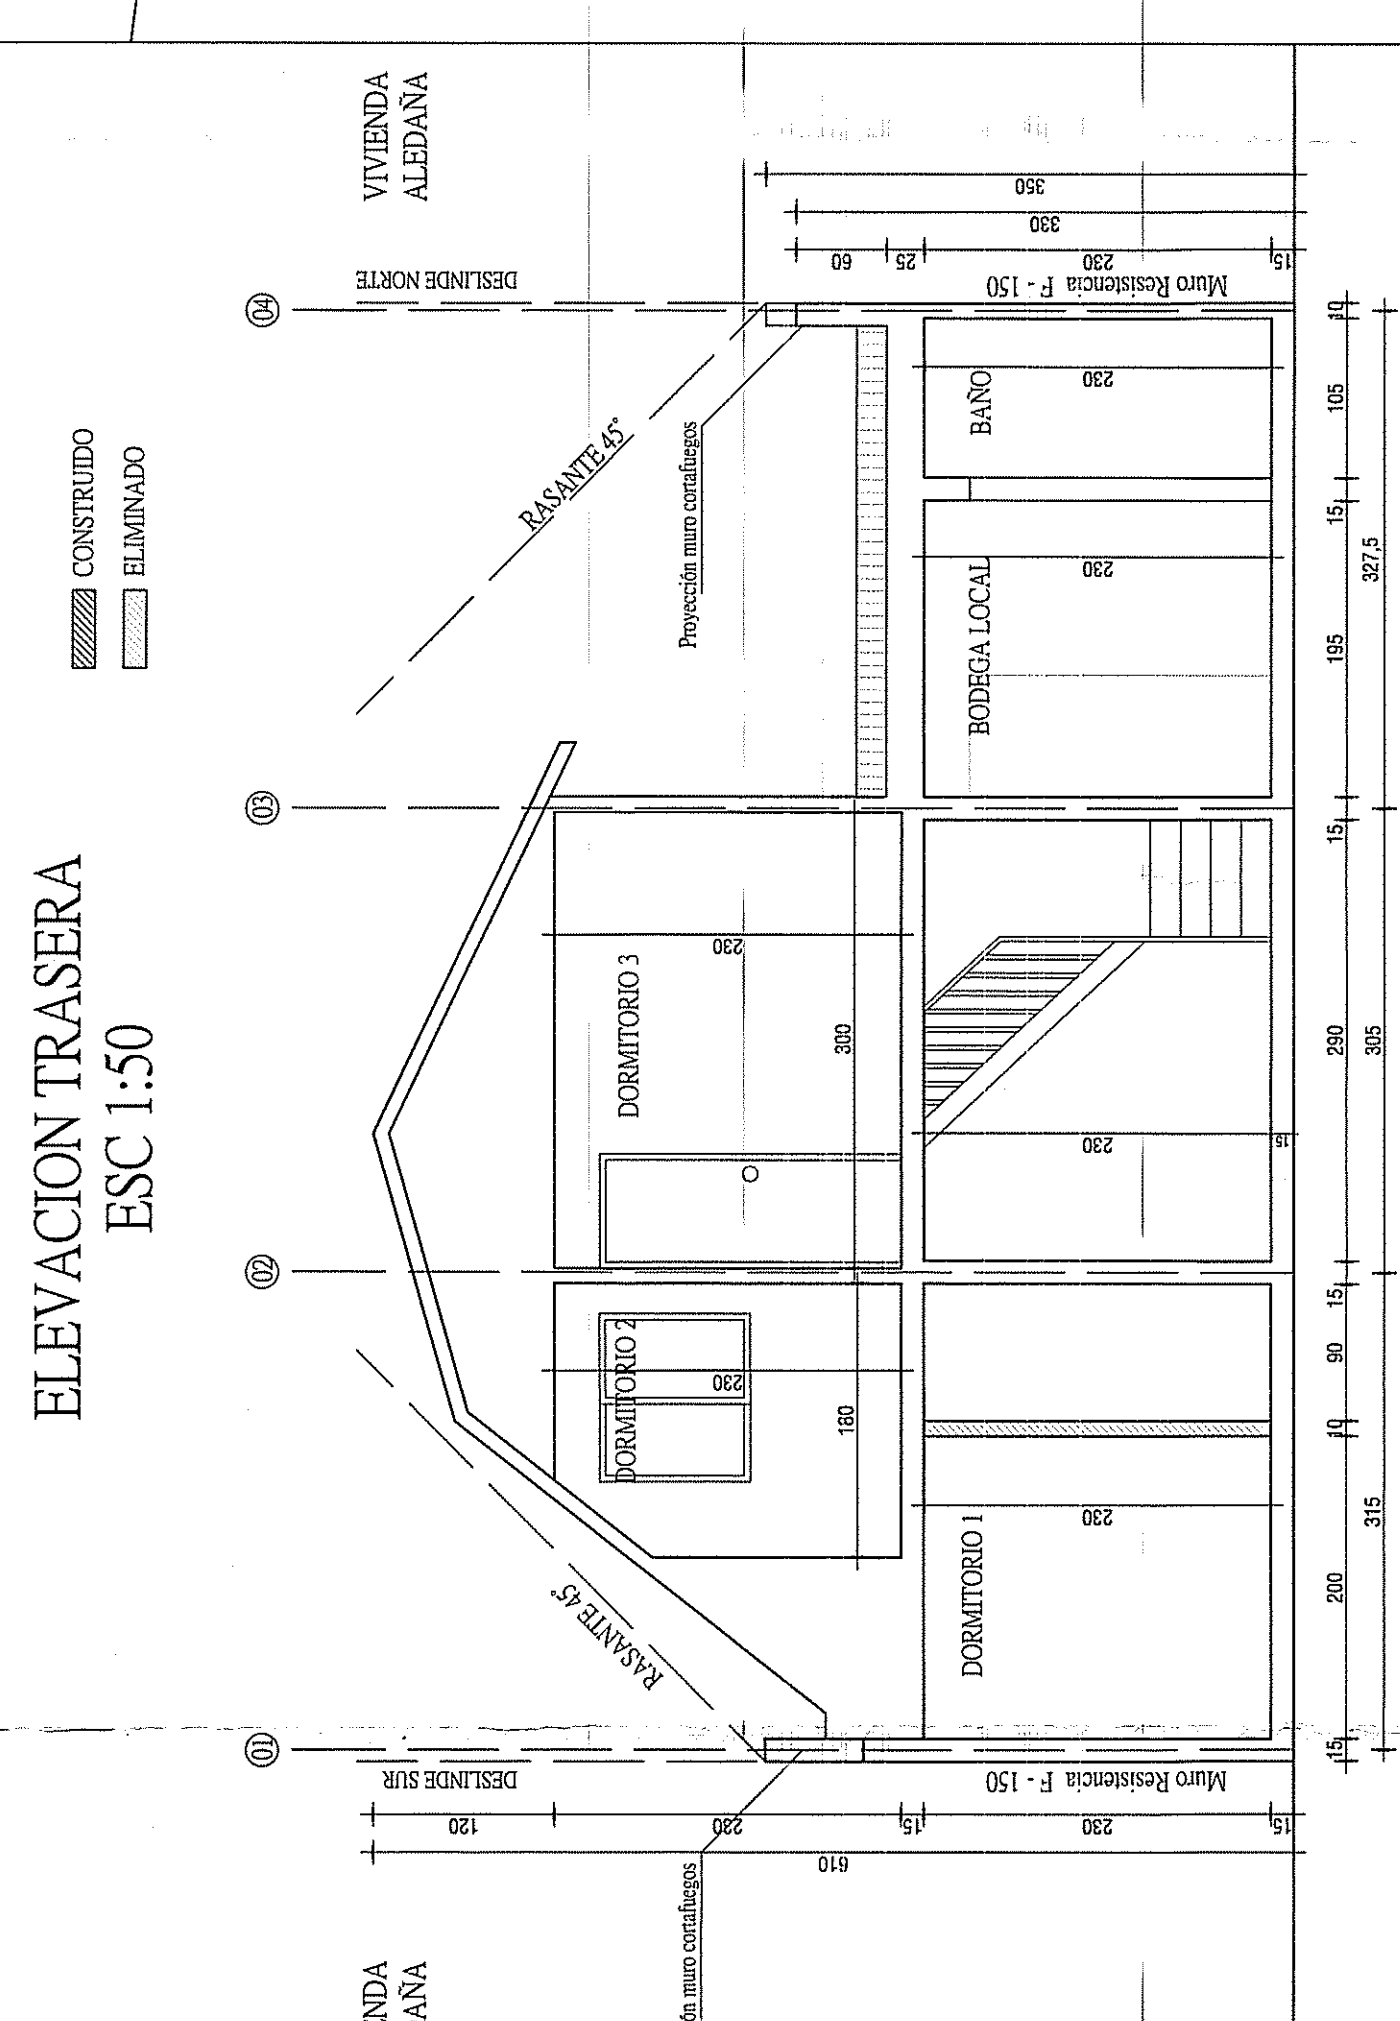 ELEVACION TRASERA
ESC 1:50
CONSTRUIDO
ELIMINADO
01
02
03
04
VIVIENDA
ALEDAÑA
ENDA
AÑA
DESLINDE SUR
DESLINDE NORTE
RASANTE 45°
RASANTE 45°
Proyección muro cortafuegos
ón muro cortafuegos
DORMITORIO 2
DORMITORIO 3
230
230
180
300
DORMITORIO 1
BODEGA LOCAL
BAÑO
230
230
230
230
15
Muro Resistencia F - 150
Muro Resistencia F - 150
120
230
15
230
15
610
60
25
230
15
330
350
15
200
10
90
15
290
15
195
15
105
10
315
305
327,5